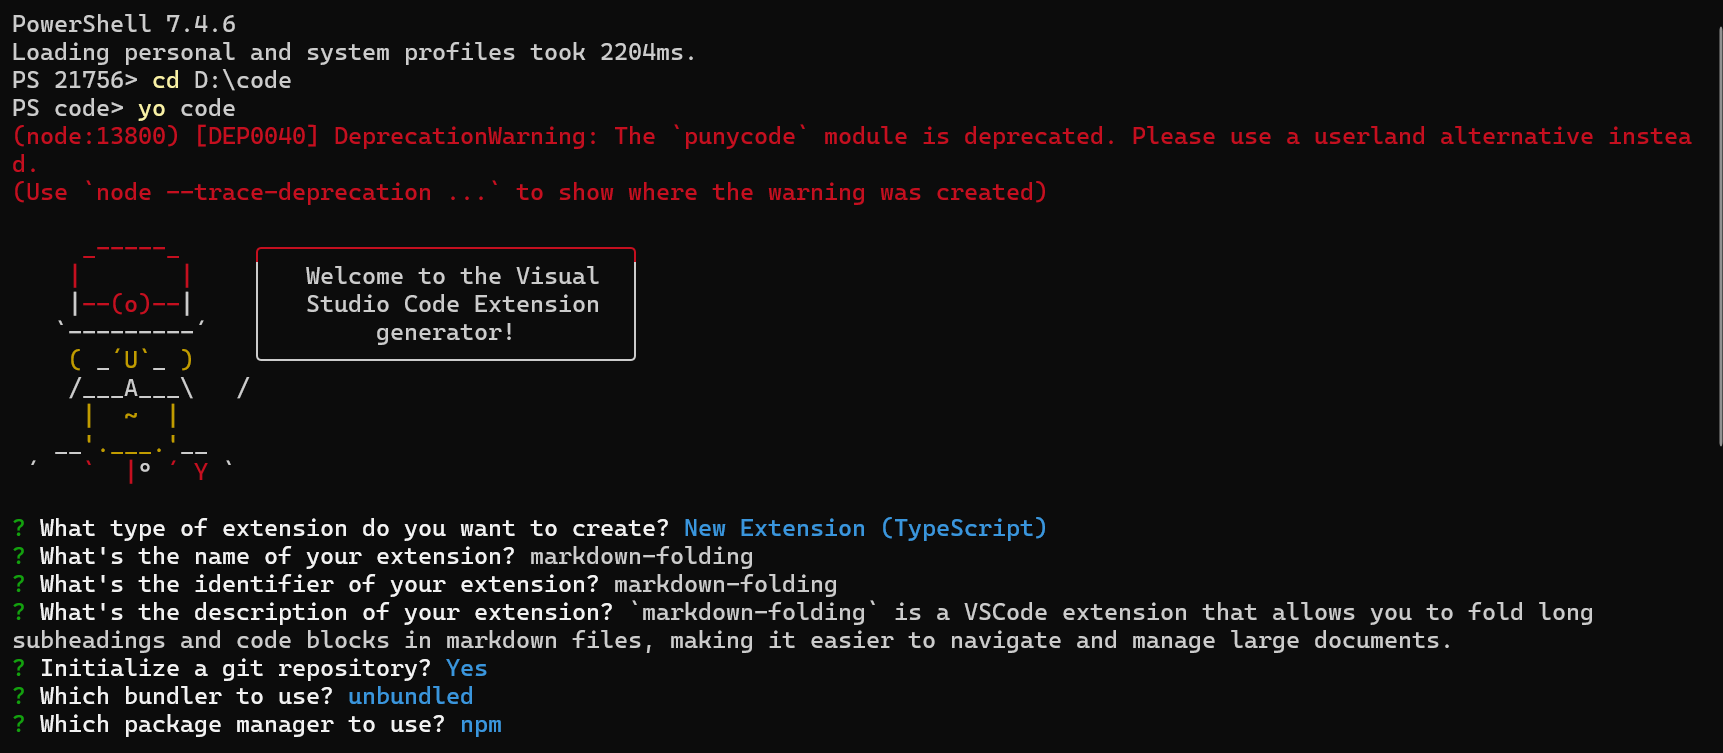 PowerShell 7.4.6
Loading personal and system profiles took 2204ms.
PS 21756> cd D:\code
PS code> yo code
(node:13800) [DEP0040] DeprecationWarning: The `punycode` module is deprecated. Please use a userland alternative instea
d.
(Use `node --trace-deprecation ...` to show where the warning was created)
Welcome to the Visual
Studio Code Extension
generator!
? What type of extension do you want to create? New Extension (TypeScript)
? What's the name of your extension? markdown-folding
? What's the identifier of your extension? markdown-folding
? What's the description of your extension? `markdown-folding` is a VSCode extension that allows you to fold long
subheadings and code blocks in markdown files, making it easier to navigate and manage large documents.
? Initialize a git repository? Yes
? Which bundler to use? unbundled
? Which package manager to use? npm